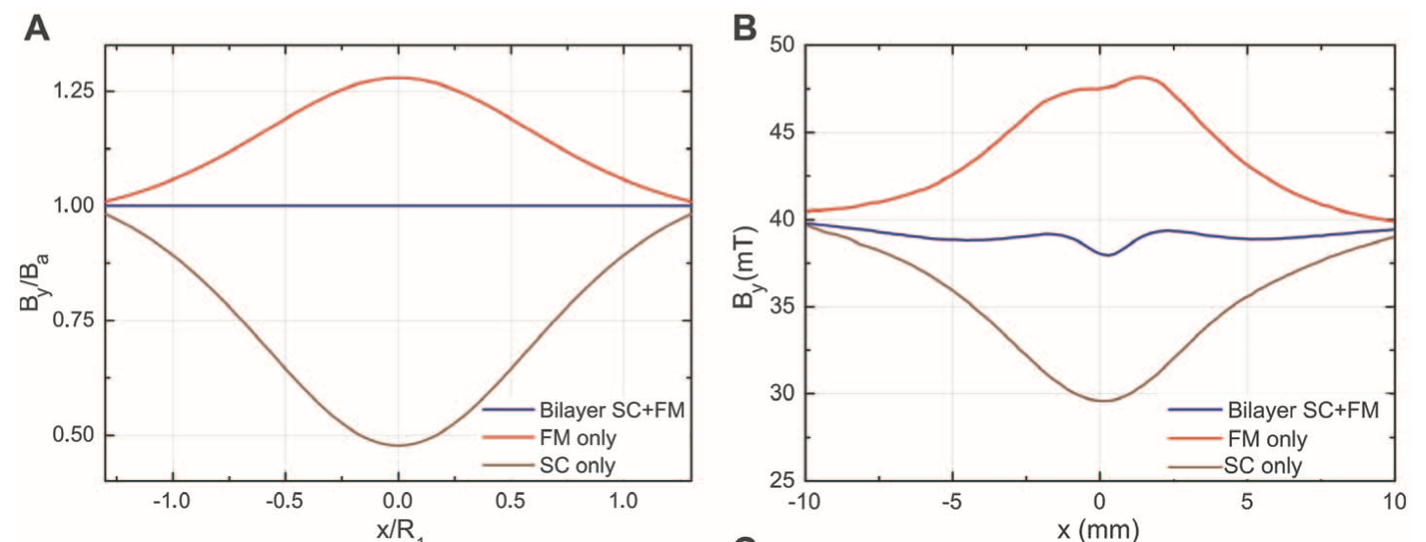 A
1.25
1.00
0.75
0.50
By/Ba
-1.0 -0.5 0.0 0.5 1.0
x/R
Bilayer SC+FM
FM only
SC only
B
50
45
40
35
30
25
By(mT)
-10 -5 0 5 10
x (mm)
Bilayer SC+FM
FM only
SC only